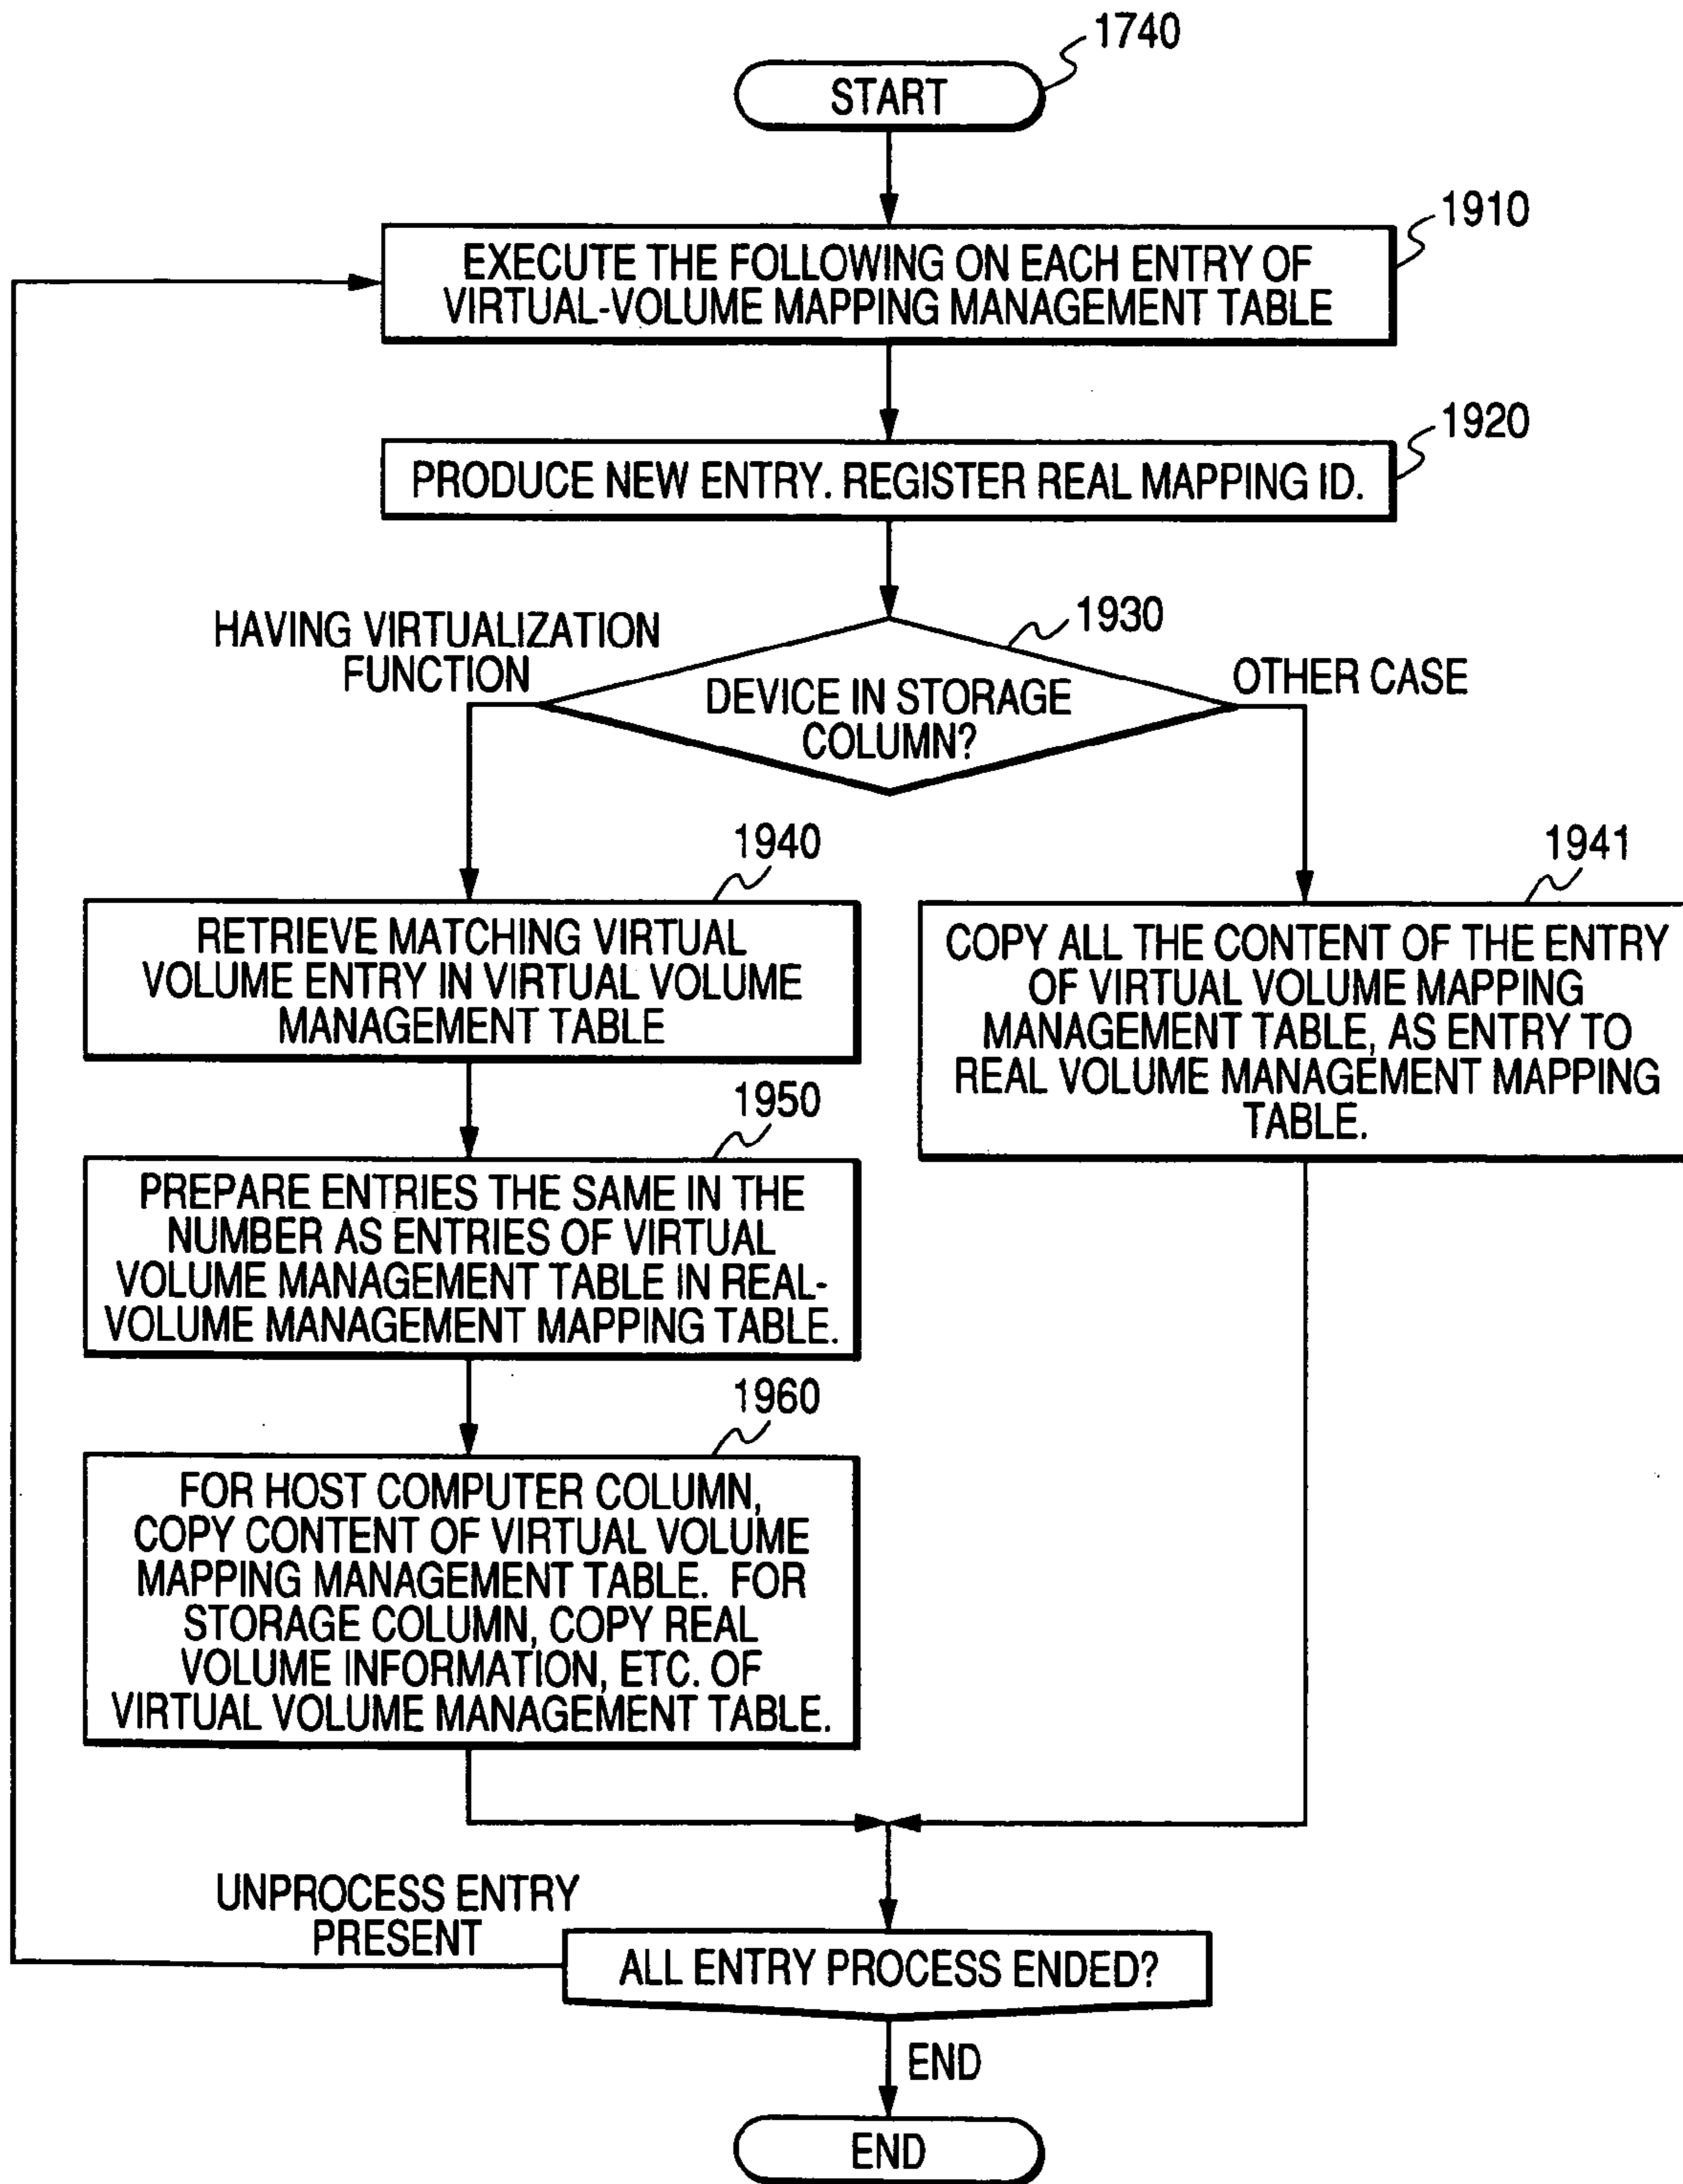 1740
START
1910
EXECUTE THE FOLLOWING ON EACH ENTRY OF
VIRTUAL-VOLUME MAPPING MANAGEMENT TABLE
1920
PRODUCE NEW ENTRY. REGISTER REAL MAPPING ID.
1930
HAVING VIRTUALIZATION
FUNCTION
DEVICE IN STORAGE
COLUMN?
OTHER CASE
1940
RETRIEVE MATCHING VIRTUAL
VOLUME ENTRY IN VIRTUAL VOLUME
MANAGEMENT TABLE
1941
COPY ALL THE CONTENT OF THE ENTRY
OF VIRTUAL VOLUME MAPPING
MANAGEMENT TABLE, AS ENTRY TO
REAL VOLUME MANAGEMENT MAPPING
TABLE.
1950
PREPARE ENTRIES THE SAME IN THE
NUMBER AS ENTRIES OF VIRTUAL
VOLUME MANAGEMENT TABLE IN REAL-
VOLUME MANAGEMENT MAPPING TABLE.
1960
FOR HOST COMPUTER COLUMN,
COPY CONTENT OF VIRTUAL VOLUME
MAPPING MANAGEMENT TABLE. FOR
STORAGE COLUMN, COPY REAL
VOLUME INFORMATION, ETC. OF
VIRTUAL VOLUME MANAGEMENT TABLE.
UNPROCESS ENTRY
PRESENT
ALL ENTRY PROCESS ENDED?
END
END